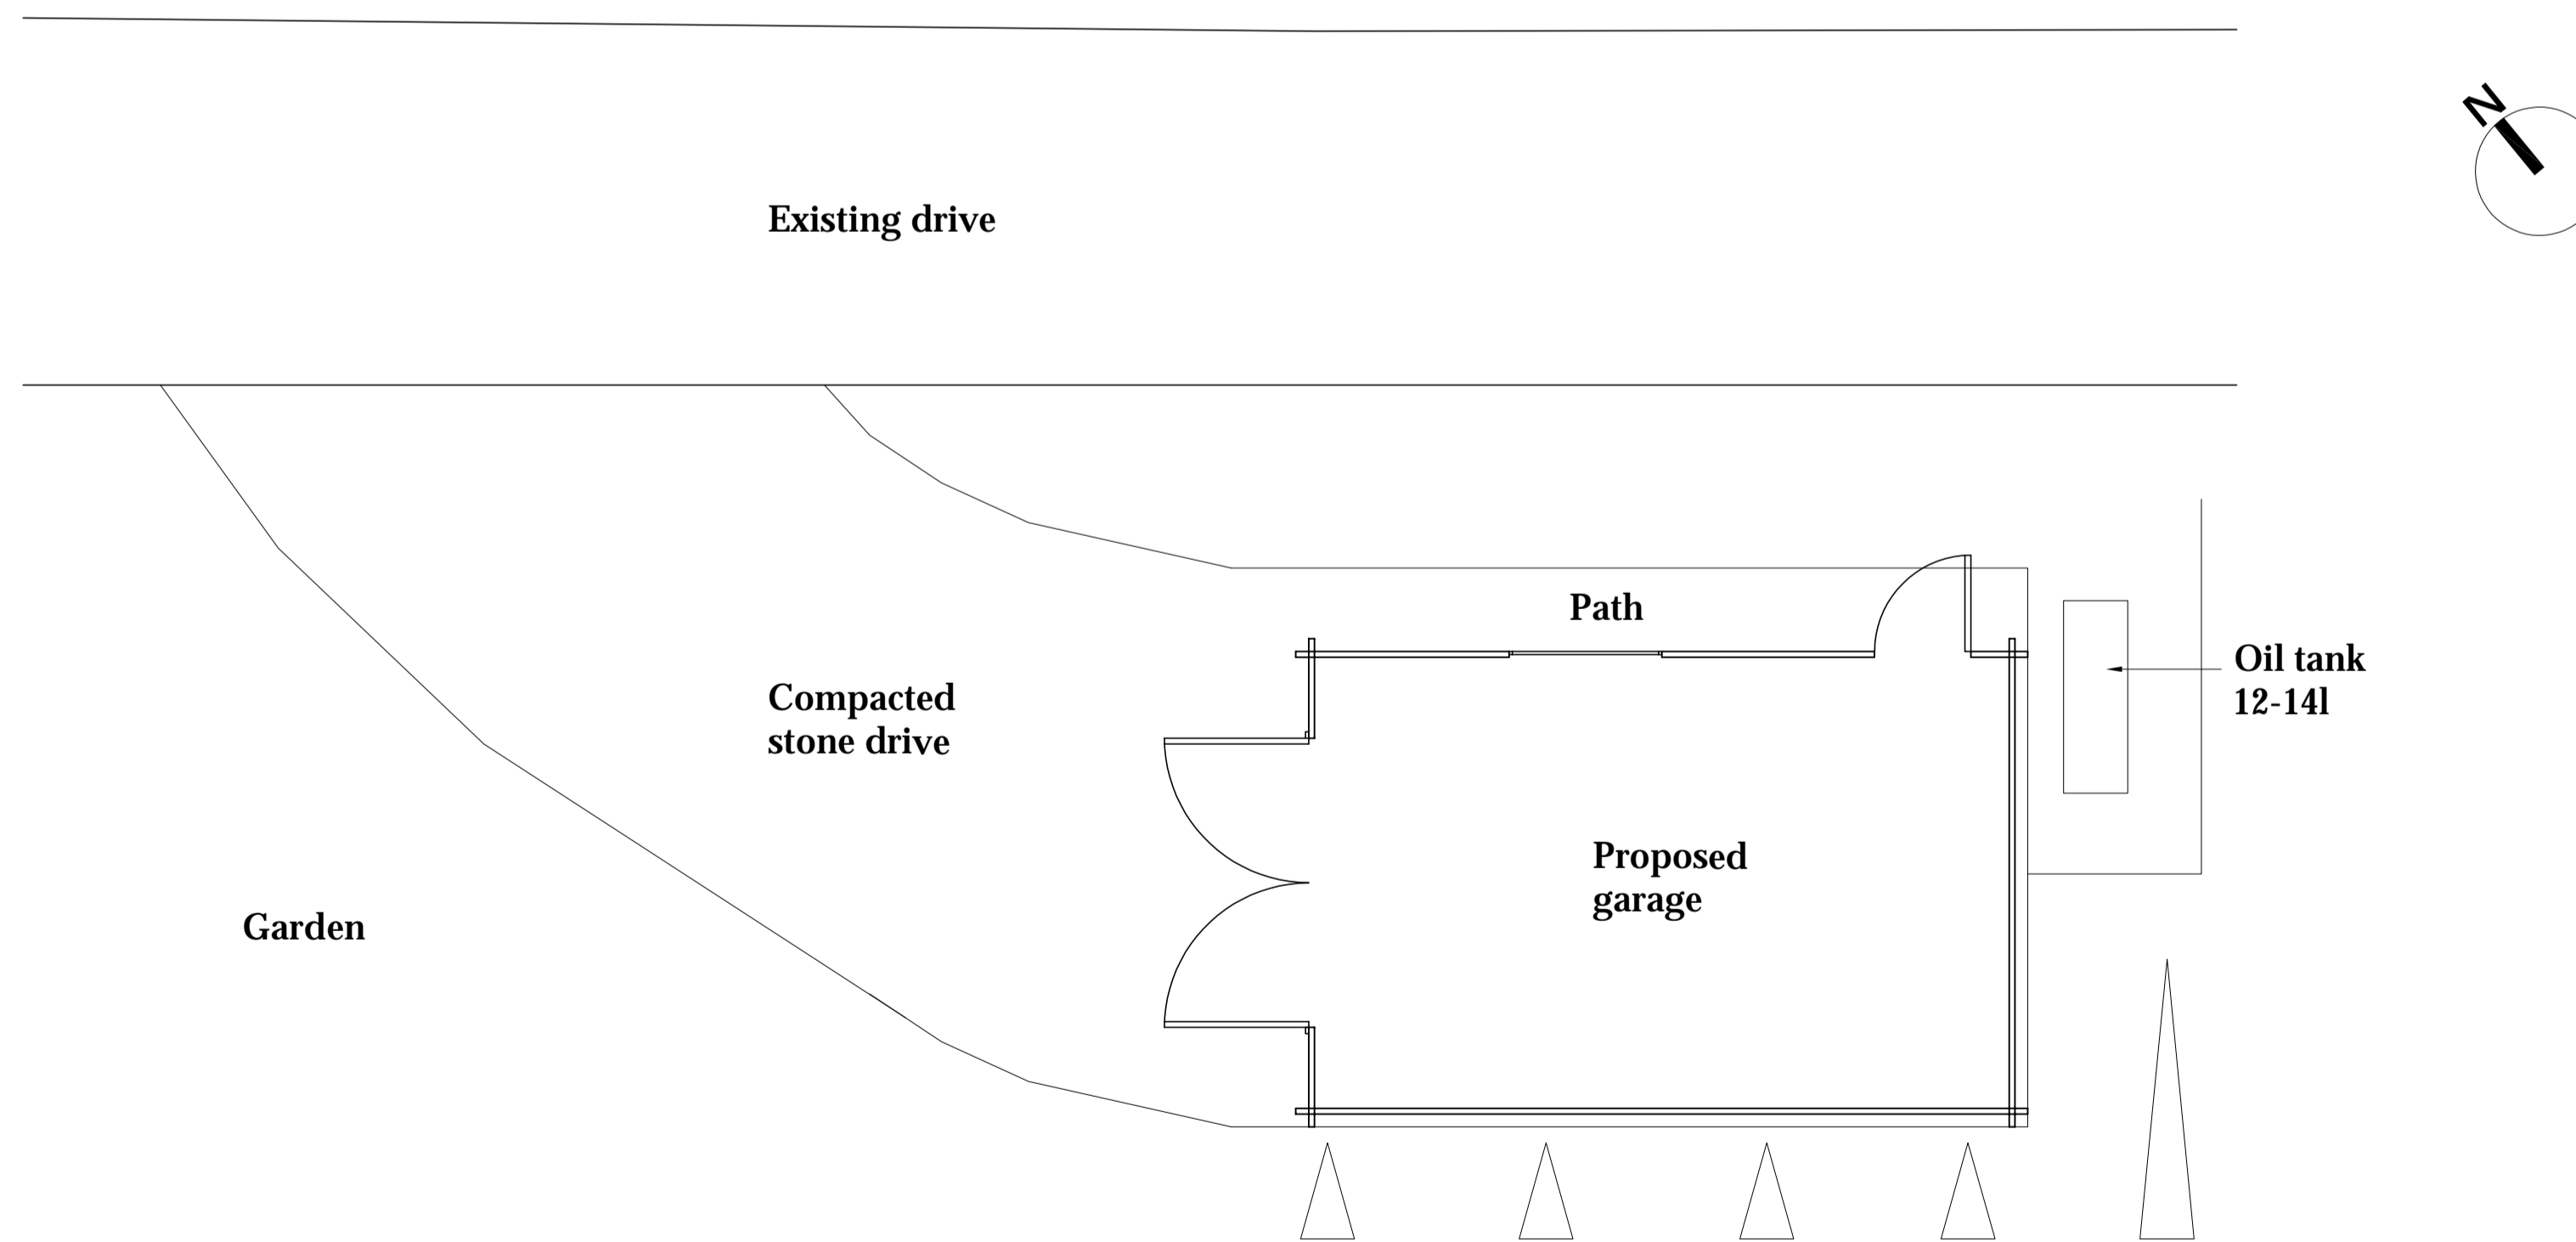 N
Existing drive
Path
Oil tank
12-14l
Compacted
stone drive
Proposed
garage
Garden